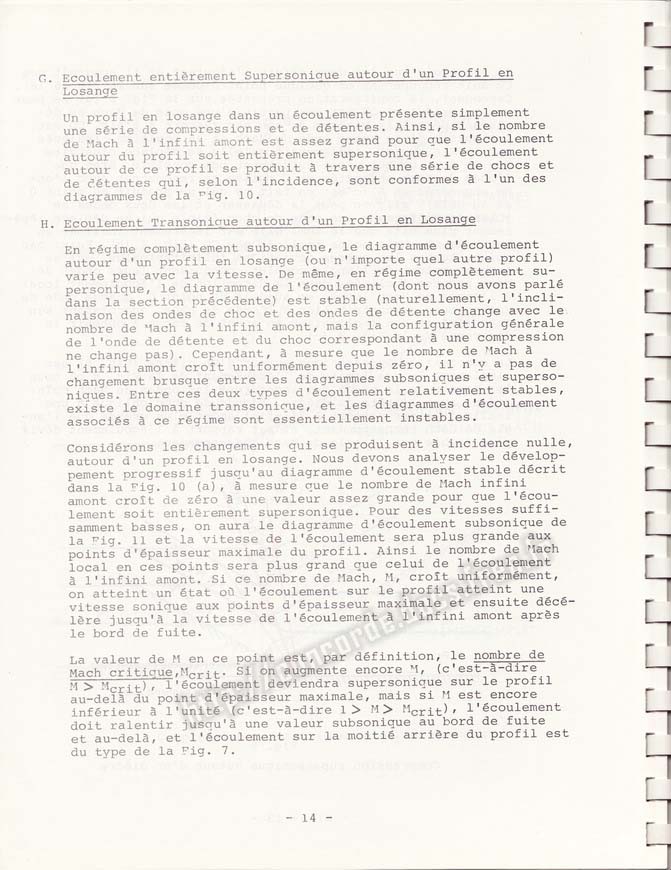 G. Ecoulement entièrement Supersonique autour d'un Profil en
Losange
Un profil en losange dans un écoulement présente simplement
une série de compressions et de détentes. Ainsi, si le nombre
de Mach à l'infini amont est assez grand pour que l'écoulement
autour du profil soit entièrement supersonique, l'écoulement
autour de ce profil se produit à travers une série de chocs et
de détentes qui, selon l'incidence, sont conformes à l'un des
diagrammes de la Fig. 10.
H. Ecoulement Transonique autour d'un Profil en Losange
En régime complètement subsonique, le diagramme d'écoulement
autour d'un profil en losange (ou n'importe quel autre profil)
varie peu avec la vitesse. De même, en régime complètement su-
personique, le diagramme de l'écoulement (dont nous avons parlé
dans la section précédente) est stable (naturellement, l'incli-
naison des ondes de choc et des ondes de détente change avec le
nombre de Mach à l'infini amont, mais la configuration générale
de l'onde de détente et du choc correspondant à une compression
ne change pas). Cependant, à mesure que le nombre de Mach à
l'infini amont croît uniformément depuis zéro, il n'y a pas de
changement brusque entre les diagrammes subsoniques et superso-
niques. Entre ces deux types d'écoulement relativement stables,
existe le domaine transsonique, et les diagrammes d'écoulement
associés à ce régime sont essentiellement instables.
Considérons les changements qui se produisent à incidence nulle,
autour d'un profil en losange. Nous devons analyser le dévelop-
pement progressif jusqu'au diagramme d'écoulement stable décrit
dans la Fig. 10 (a), à mesure que le nombre de Mach infini
amont croît de zéro à une valeur assez grande pour que l'écou-
lement soit entièrement supersonique. Pour des vitesses suffi-
samment basses, on aura le diagramme d'écoulement subsonique de
la Fig. 11 et la vitesse de l'écoulement sera plus grande aux
points d'épaisseur maximale du profil. Ainsi le nombre de Mach
local en ces points sera plus grand que celui de l'écoulement
à l'infini amont. Si ce nombre de Mach, M, croît uniformément,
on atteint un état où l'écoulement sur le profil atteint une
vitesse sonique aux points d'épaisseur maximale et ensuite décé-
lère jusqu'à la vitesse de l'écoulement à l'infini amont après
le bord de fuite.
La valeur de M en ce point est, par définition, le nombre de
Mach critique,Mcrit. Si on augmente encore M, (c'est-à-dire
M > Mcrit), l'écoulement deviendra supersonique sur le profil
au-delà du point d'épaisseur maximale, mais si M est encore
inférieur à l'unité (c'est-à-dire 1 > M > Mcrit), l'écoulement
doit ralentir jusqu'à une valeur subsonique au bord de fuite
et au-delà, et l'écoulement sur la moitié arrière du profil est
du type de la Fig. 7.
- 14 -